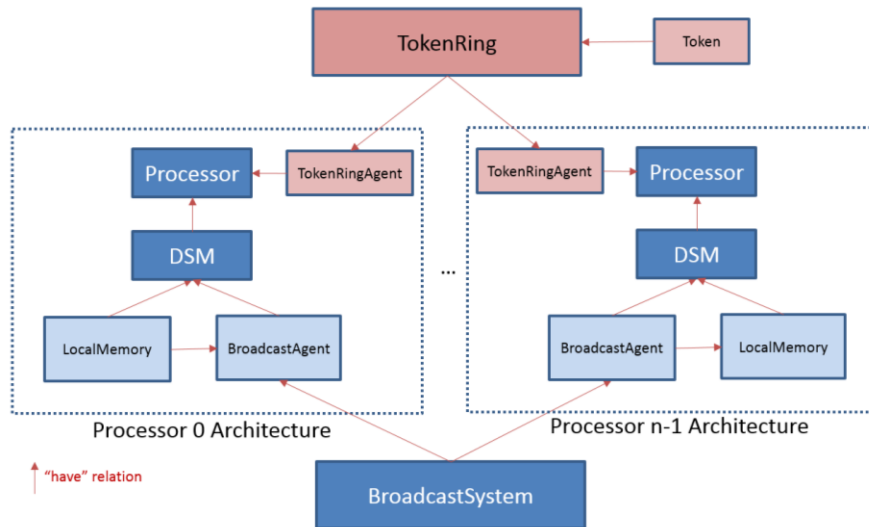 TokenRing
Token
Processor
TokenRingAgent
TokenRingAgent
Processor
DSM
DSM
...
LocalMemory
BroadcastAgent
BroadcastAgent
LocalMemory
Processor 0 Architecture
Processor n-1 Architecture
"have" relation
BroadcastSystem